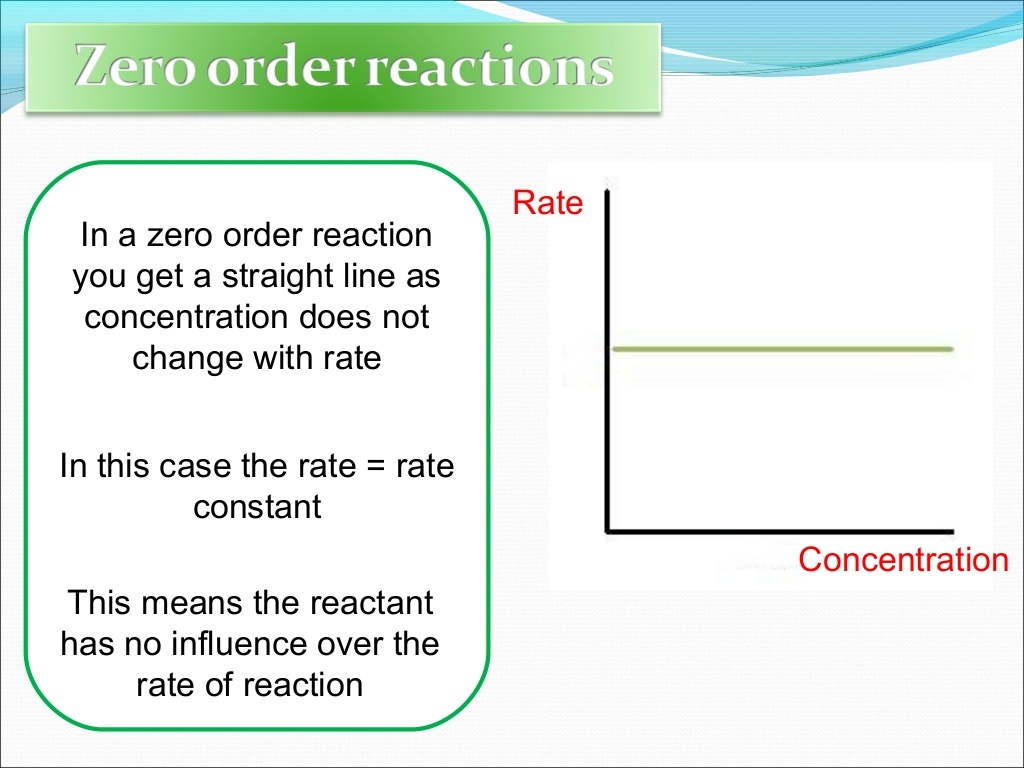 Zero order reactions
In a zero order reaction
you get a straight line as
concentration does not
change with rate
In this case the rate = rate
constant
This means the reactant
has no influence over the
rate of reaction
Rate
Concentration